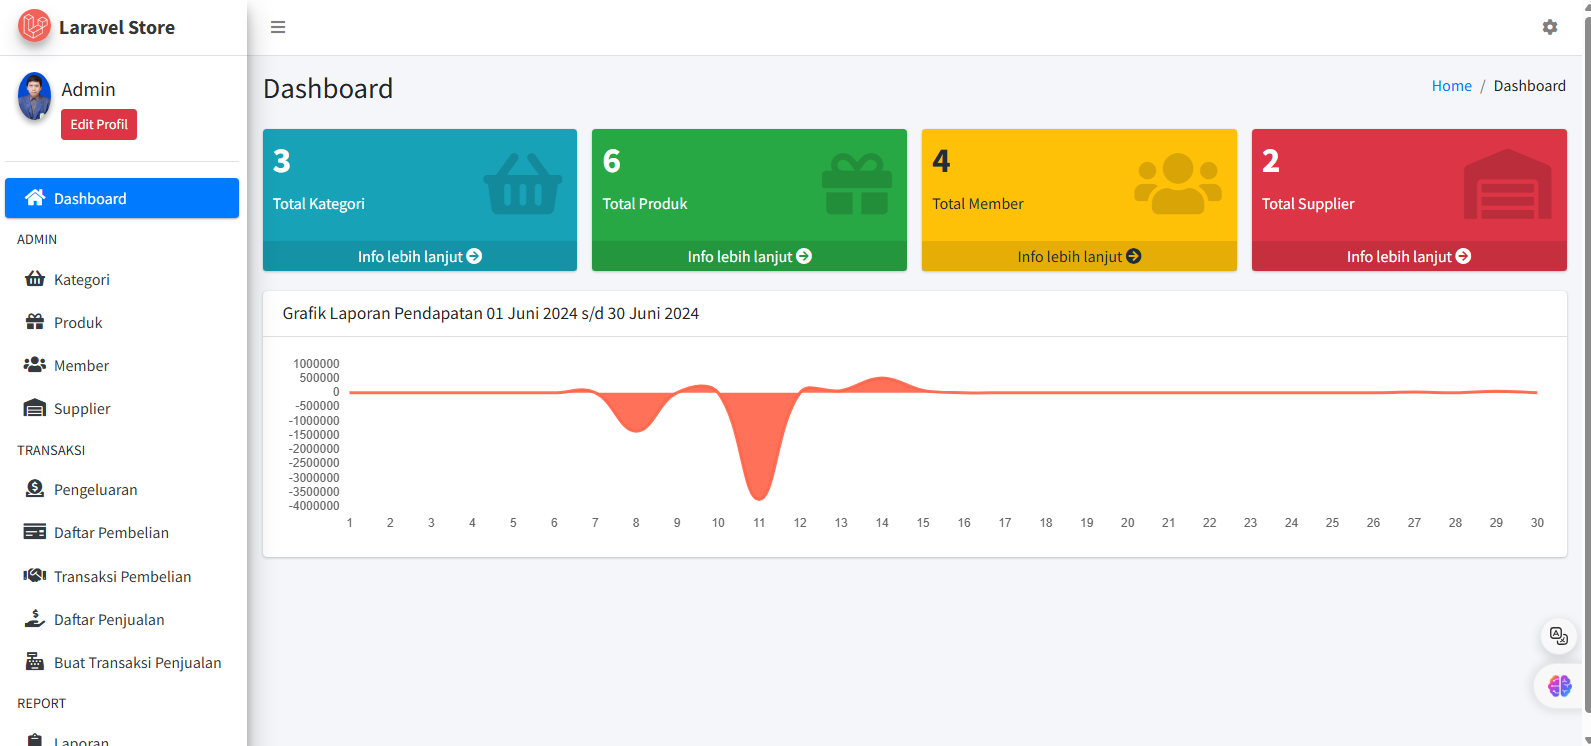 Laravel Store
Admin
Edit Profil
Dashboard
ADMIN
Kategori
Produk
Member
Supplier
TRANSAKSI
Pengeluaran
Daftar Pembelian
Transaksi Pembelian
Daftar Penjualan
Buat Transaksi Penjualan
REPORT
Laporan
Dashboard
Home / Dashboard
3
Total Kategori
Info lebih lanjut
6
Total Produk
Info lebih lanjut
4
Total Member
Info lebih lanjut
2
Total Supplier
Info lebih lanjut
Grafik Laporan Pendapatan 01 Juni 2024 s/d 30 Juni 2024
1000000
500000
0
-500000
-1000000
-1500000
-2000000
-2500000
-3000000
-3500000
-4000000
1 2 3 4 5 6 7 8 9 10 11 12 13 14 15 16 17 18 19 20 21 22 23 24 25 26 27 28 29 30